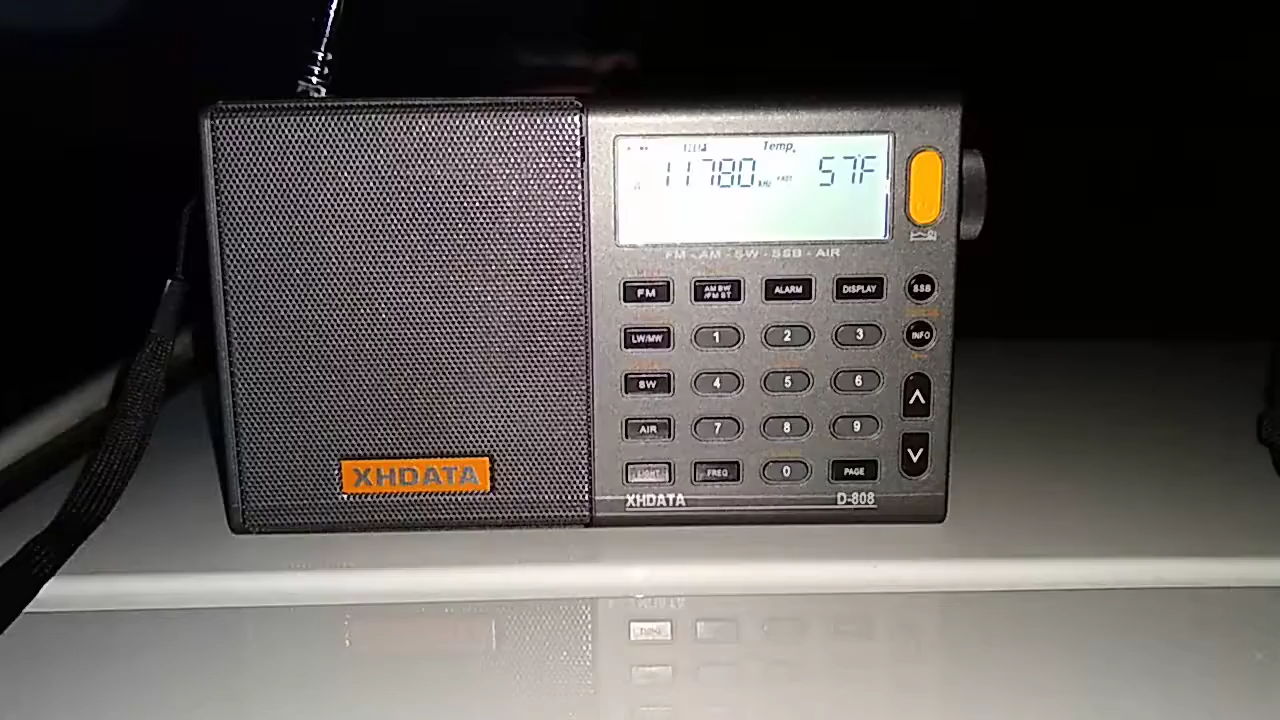 Temp.
11780 kHz FAST 57F
FM - AM - SW - SSB - AIR
FM AM BW /FM ST ALARM DISPLAY SSB
LW/MW 1 2 3 INFO
SW 4 5 6
AIR 7 8 9
LIGHT FREQ 0 PAGE
XHDATA
XHDATA D-808